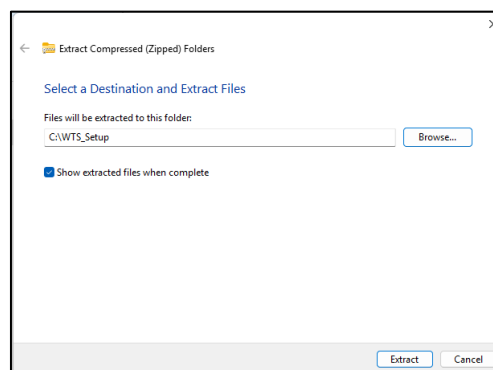 Extract Compressed (Zipped) Folders
Select a Destination and Extract Files
Files will be extracted to this folder:
C:\WTS_Setup
Browse...
Show extracted files when complete
Extract
Cancel